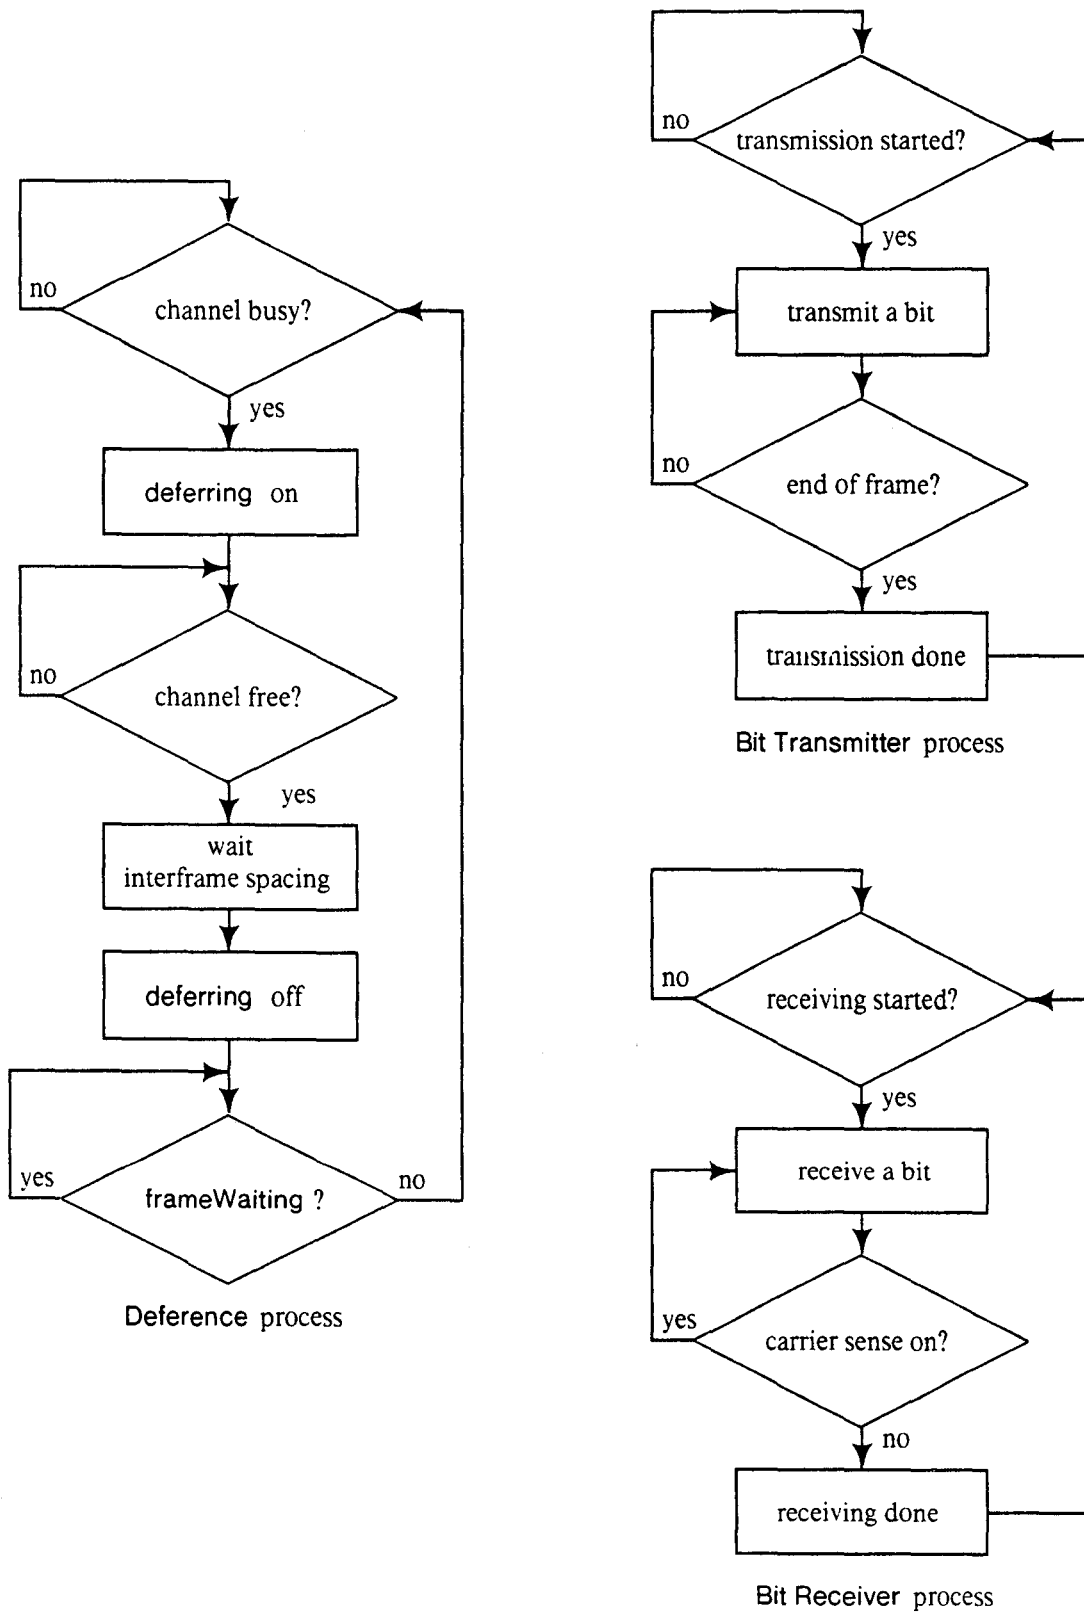 no
channel busy?
yes
deferring on
no
channel free?
yes
wait
interframe spacing
deferring off
yes
frameWaiting ?
no
Deference process
no
transmission started?
yes
transmit a bit
no
end of frame?
yes
transmission done
Bit Transmitter process
no
receiving started?
yes
receive a bit
yes
carrier sense on?
no
receiving done
Bit Receiver process